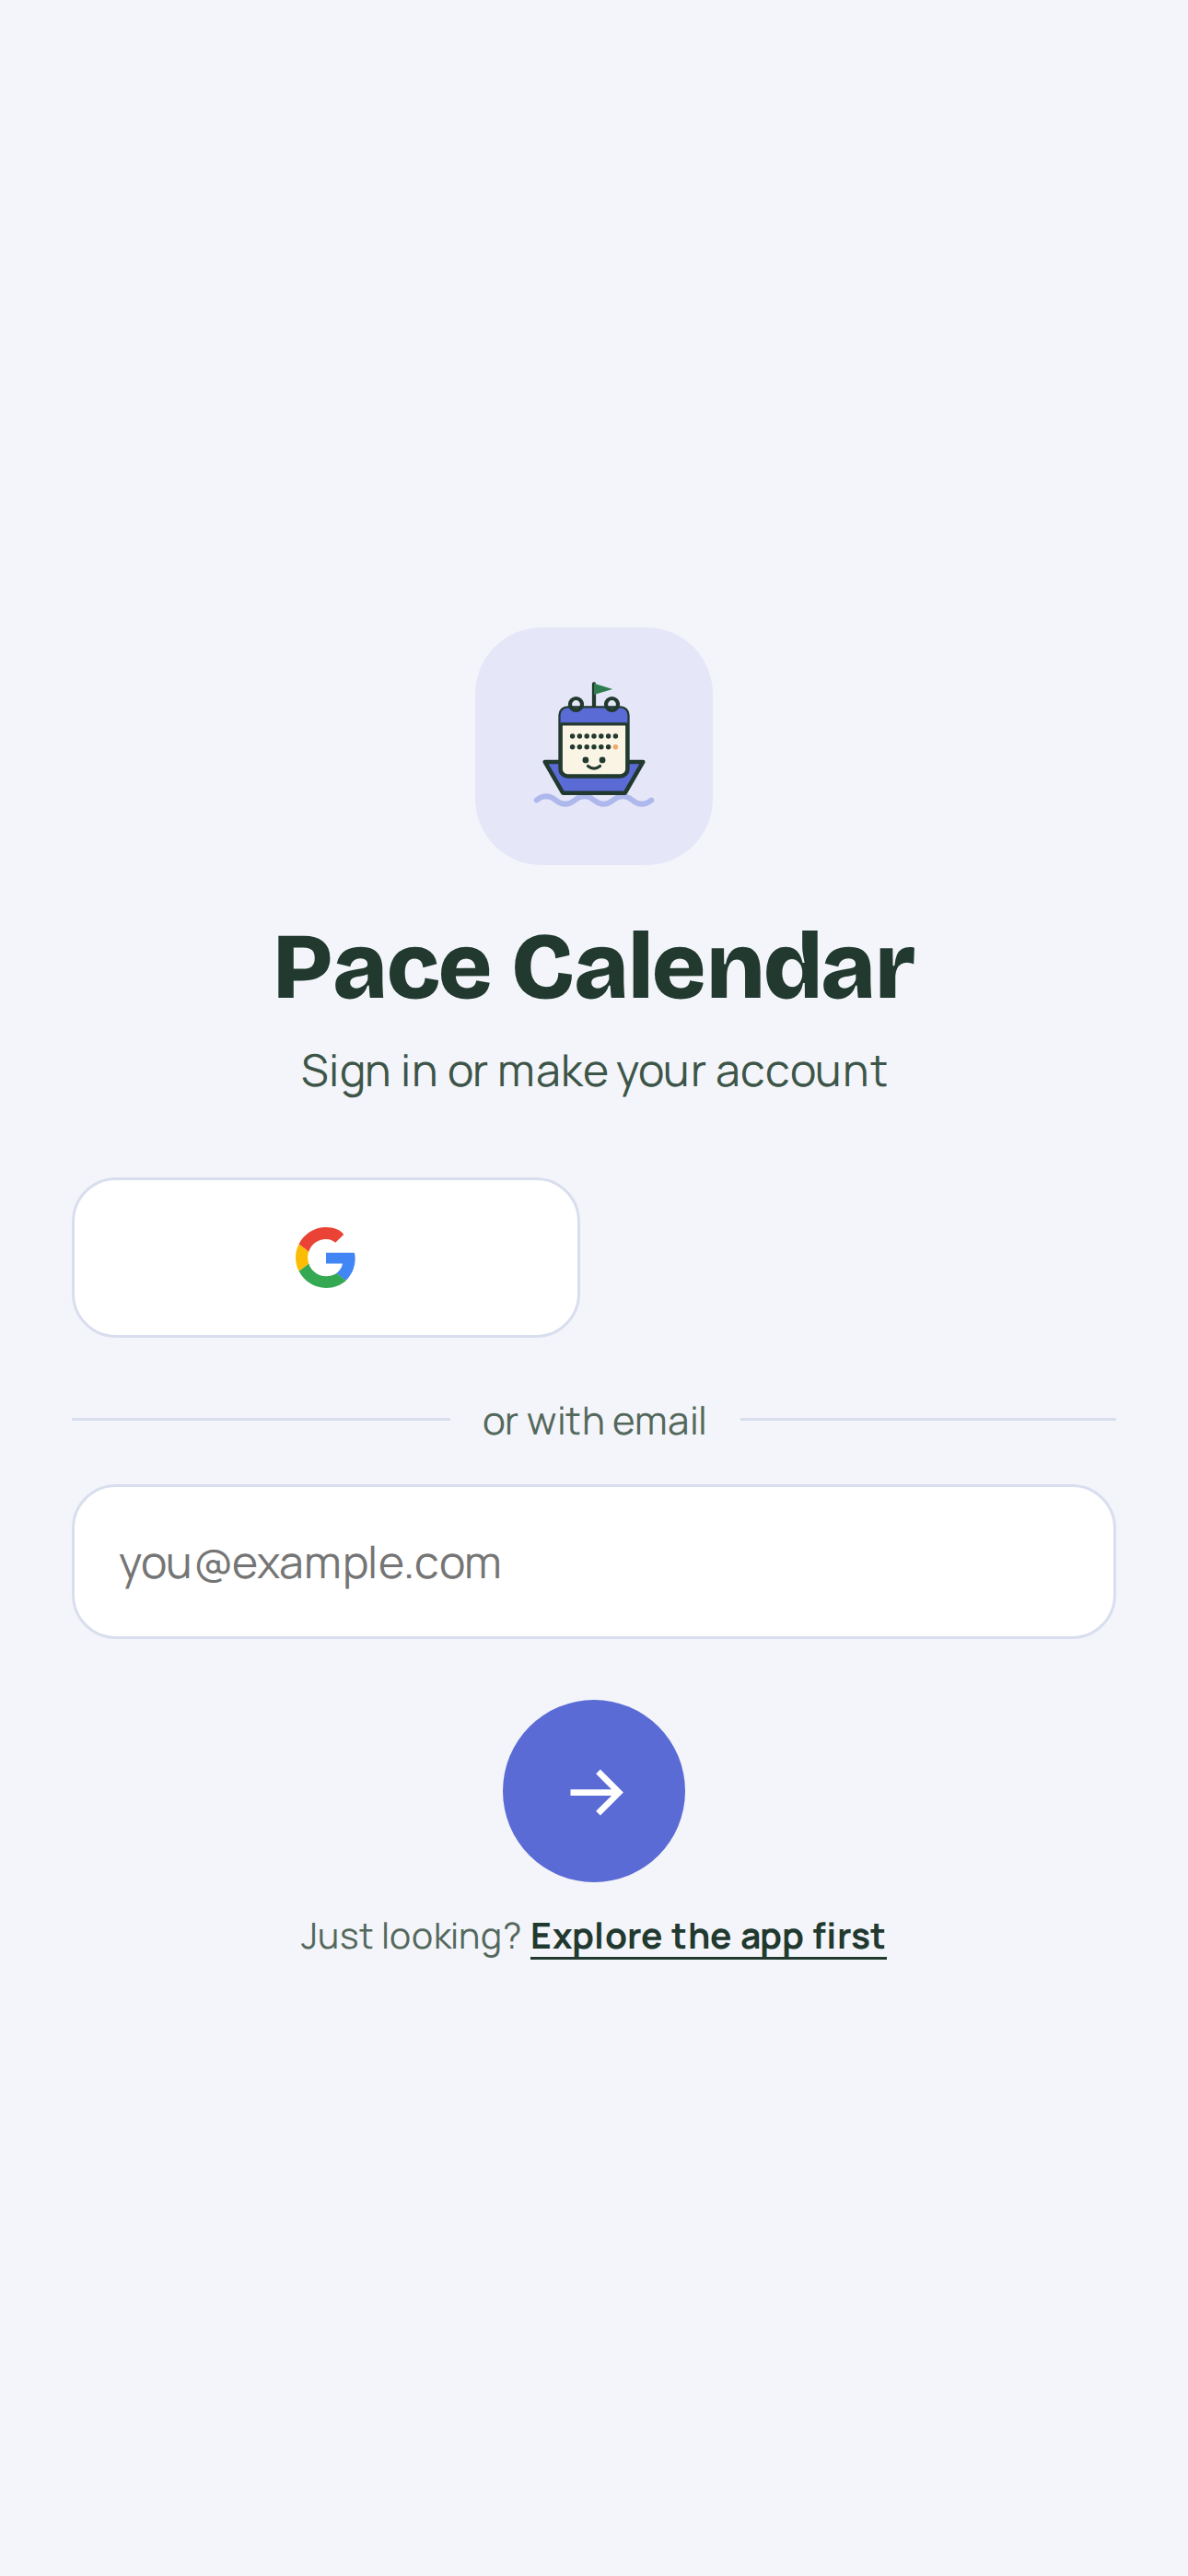 Pace Calendar
Sign in or make your account
or with email
you@example.com
Just looking? Explore the app first